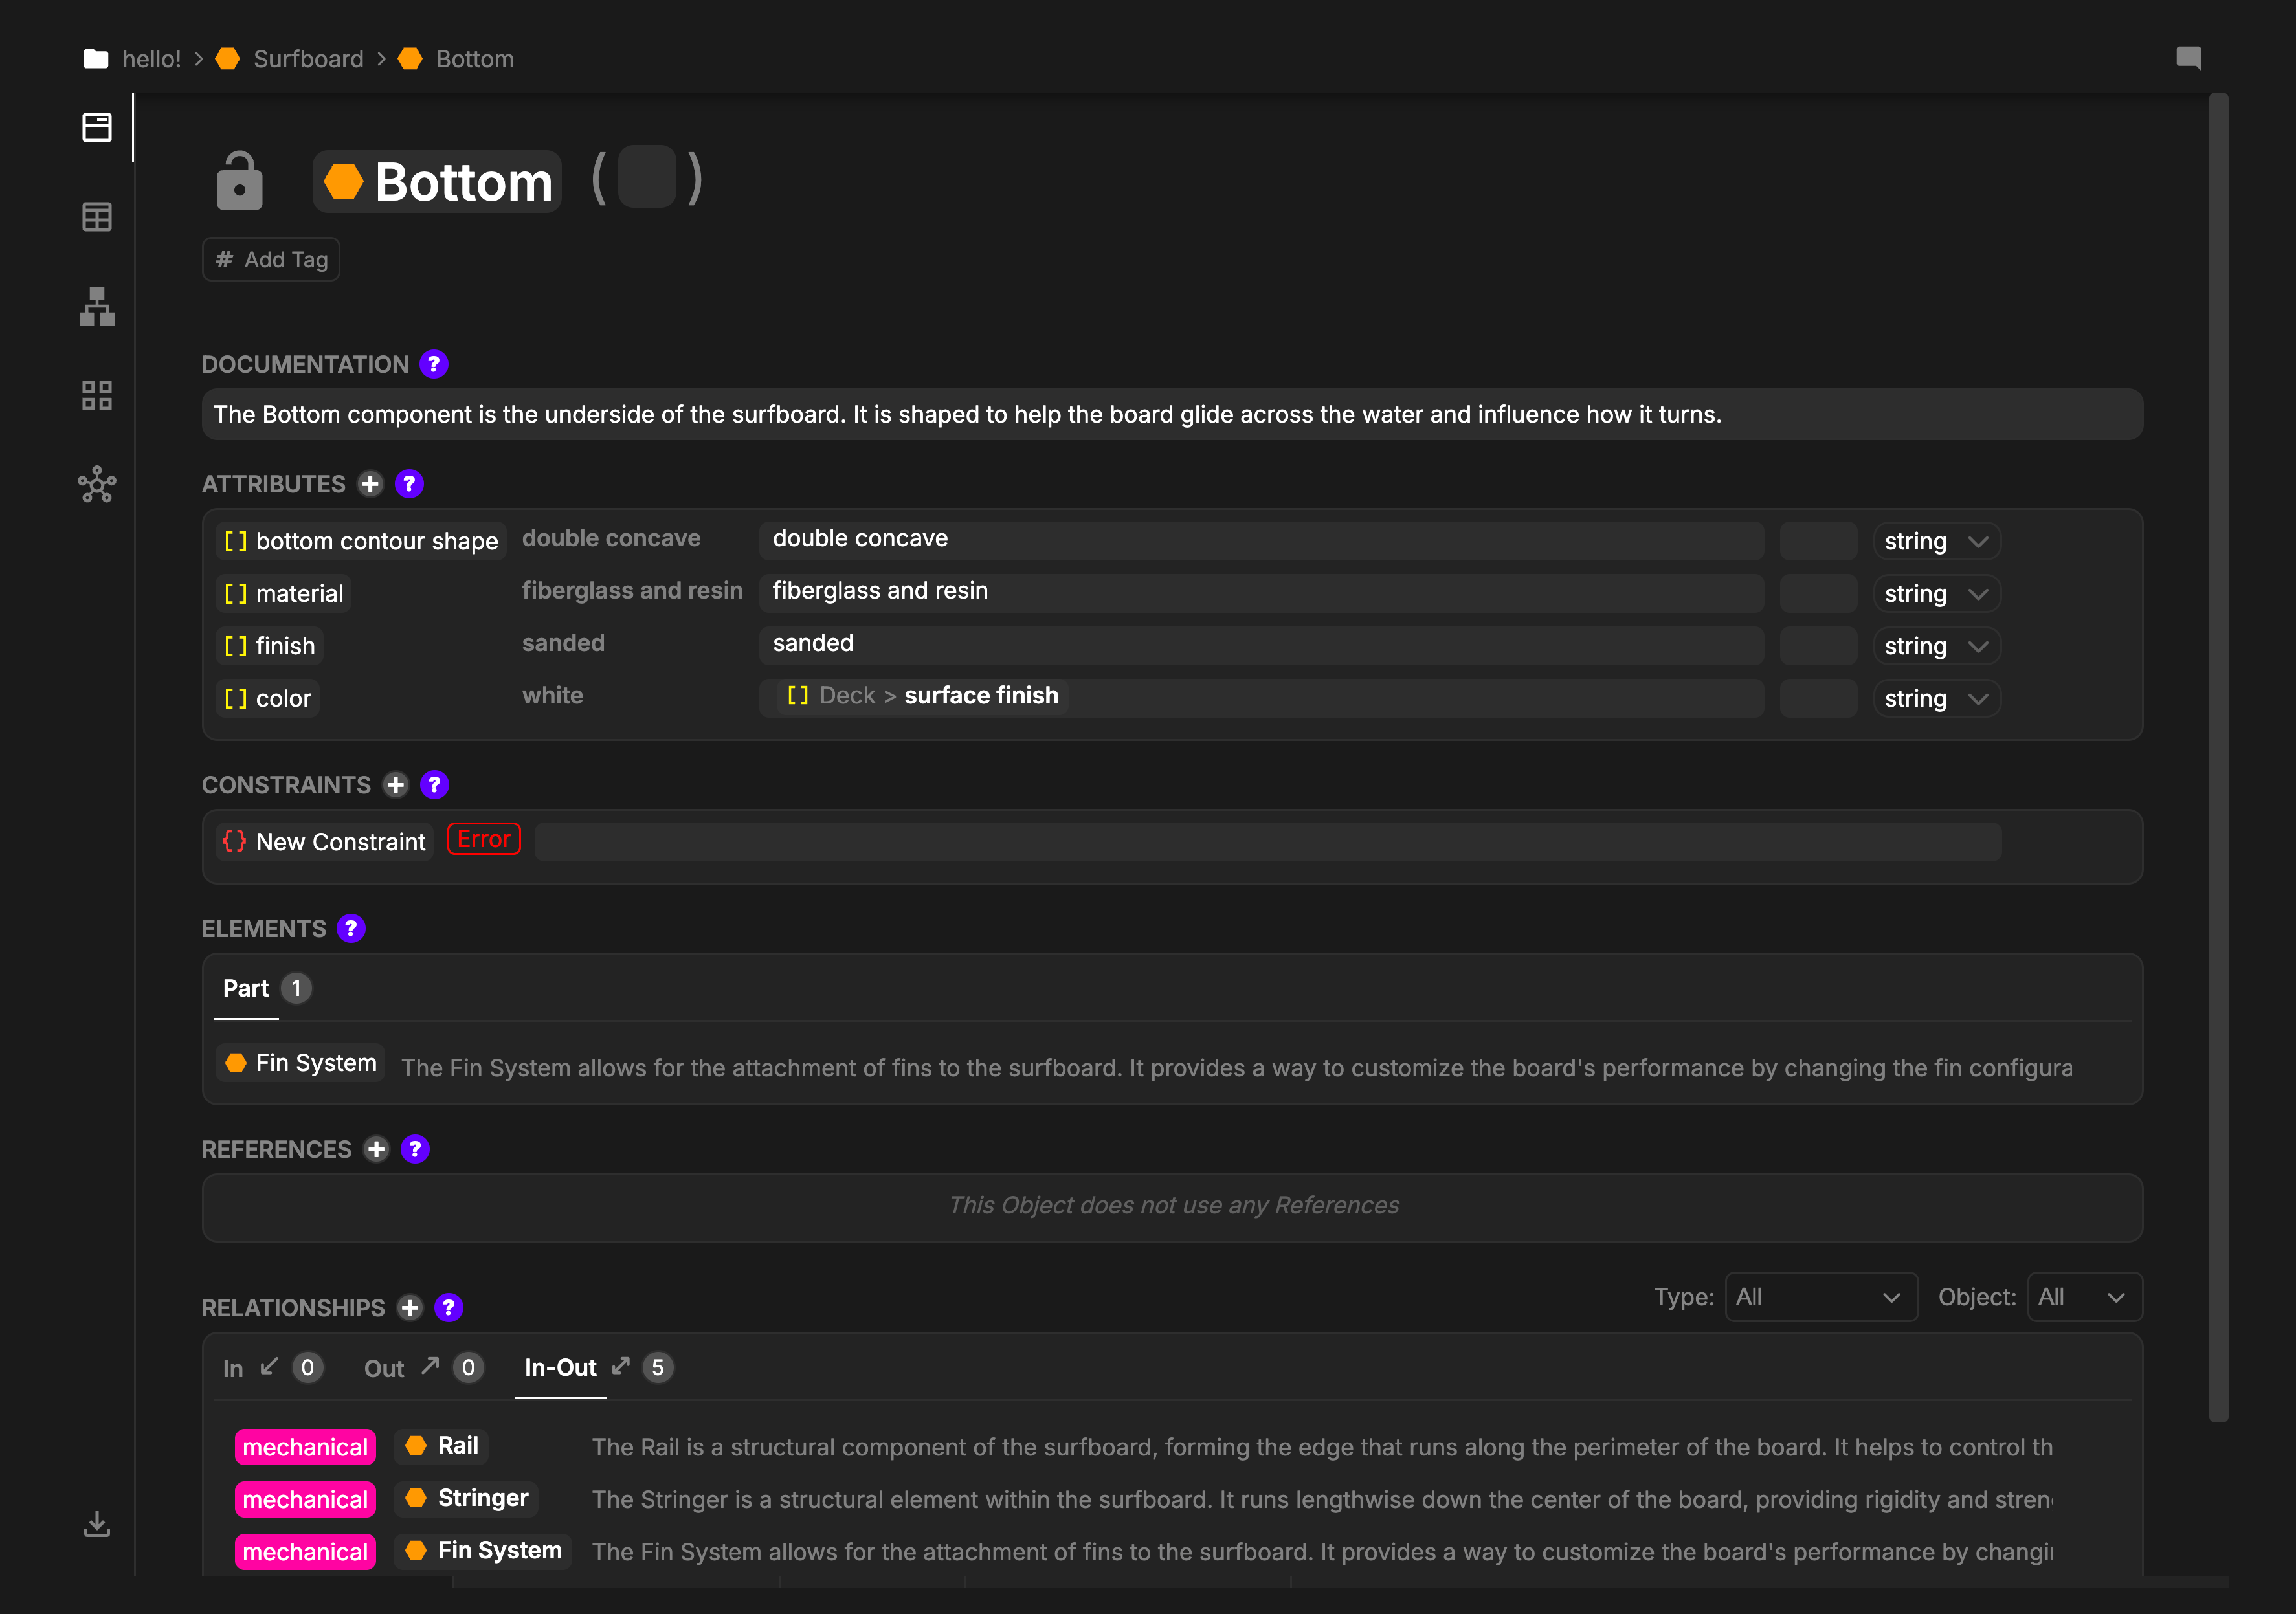 hello! > Surfboard > Bottom
Bottom ( )
# Add Tag
DOCUMENTATION ?
The Bottom component is the underside of the surfboard. It is shaped to help the board glide across the water and influence how it turns.
ATTRIBUTES + ?
[] bottom contour shape double concave double concave string
[] material fiberglass and resin fiberglass and resin string
[] finish sanded sanded string
[] color white [] Deck > surface finish string
CONSTRAINTS + ?
{} New Constraint Error
ELEMENTS ?
Part 1
Fin System The Fin System allows for the attachment of fins to the surfboard. It provides a way to customize the board's performance by changing the fin configura
REFERENCES + ?
This Object does not use any References
RELATIONSHIPS + ? Type: All Object: All
In 0 Out 0 In-Out 5
mechanical Rail The Rail is a structural component of the surfboard, forming the edge that runs along the perimeter of the board. It helps to control th
mechanical Stringer The Stringer is a structural element within the surfboard. It runs lengthwise down the center of the board, providing rigidity and stren
mechanical Fin System The Fin System allows for the attachment of fins to the surfboard. It provides a way to customize the board's performance by changi